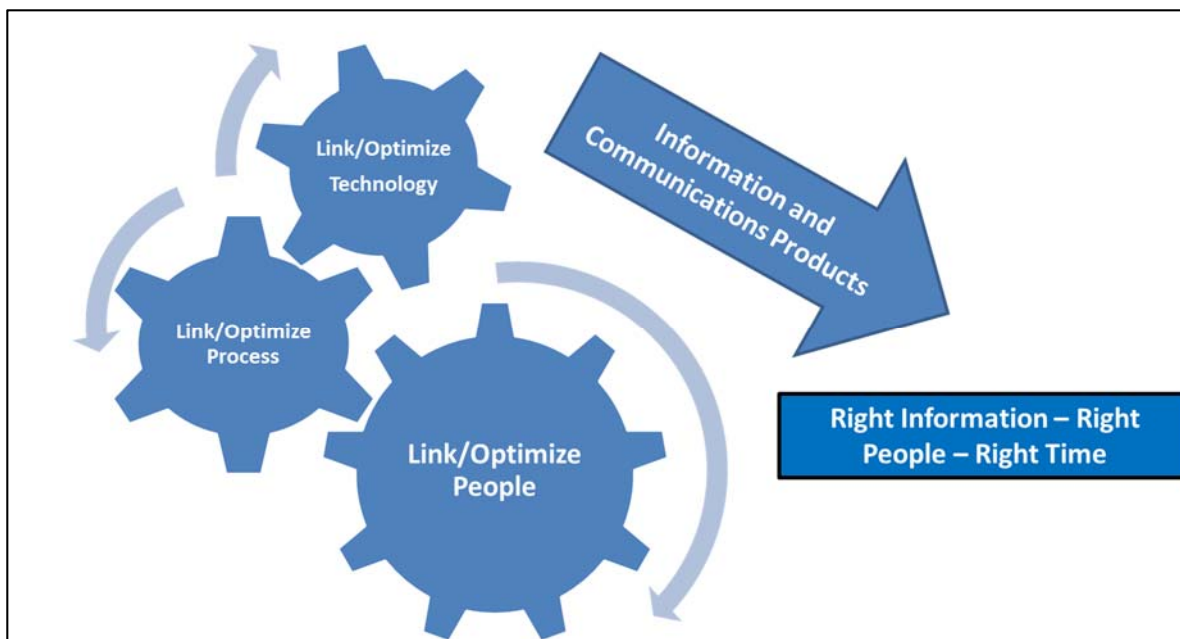 Link/Optimize
Technology
Information and
Communications Products
Link/Optimize
Process
Link/Optimize
People
Right Information – Right
People – Right Time